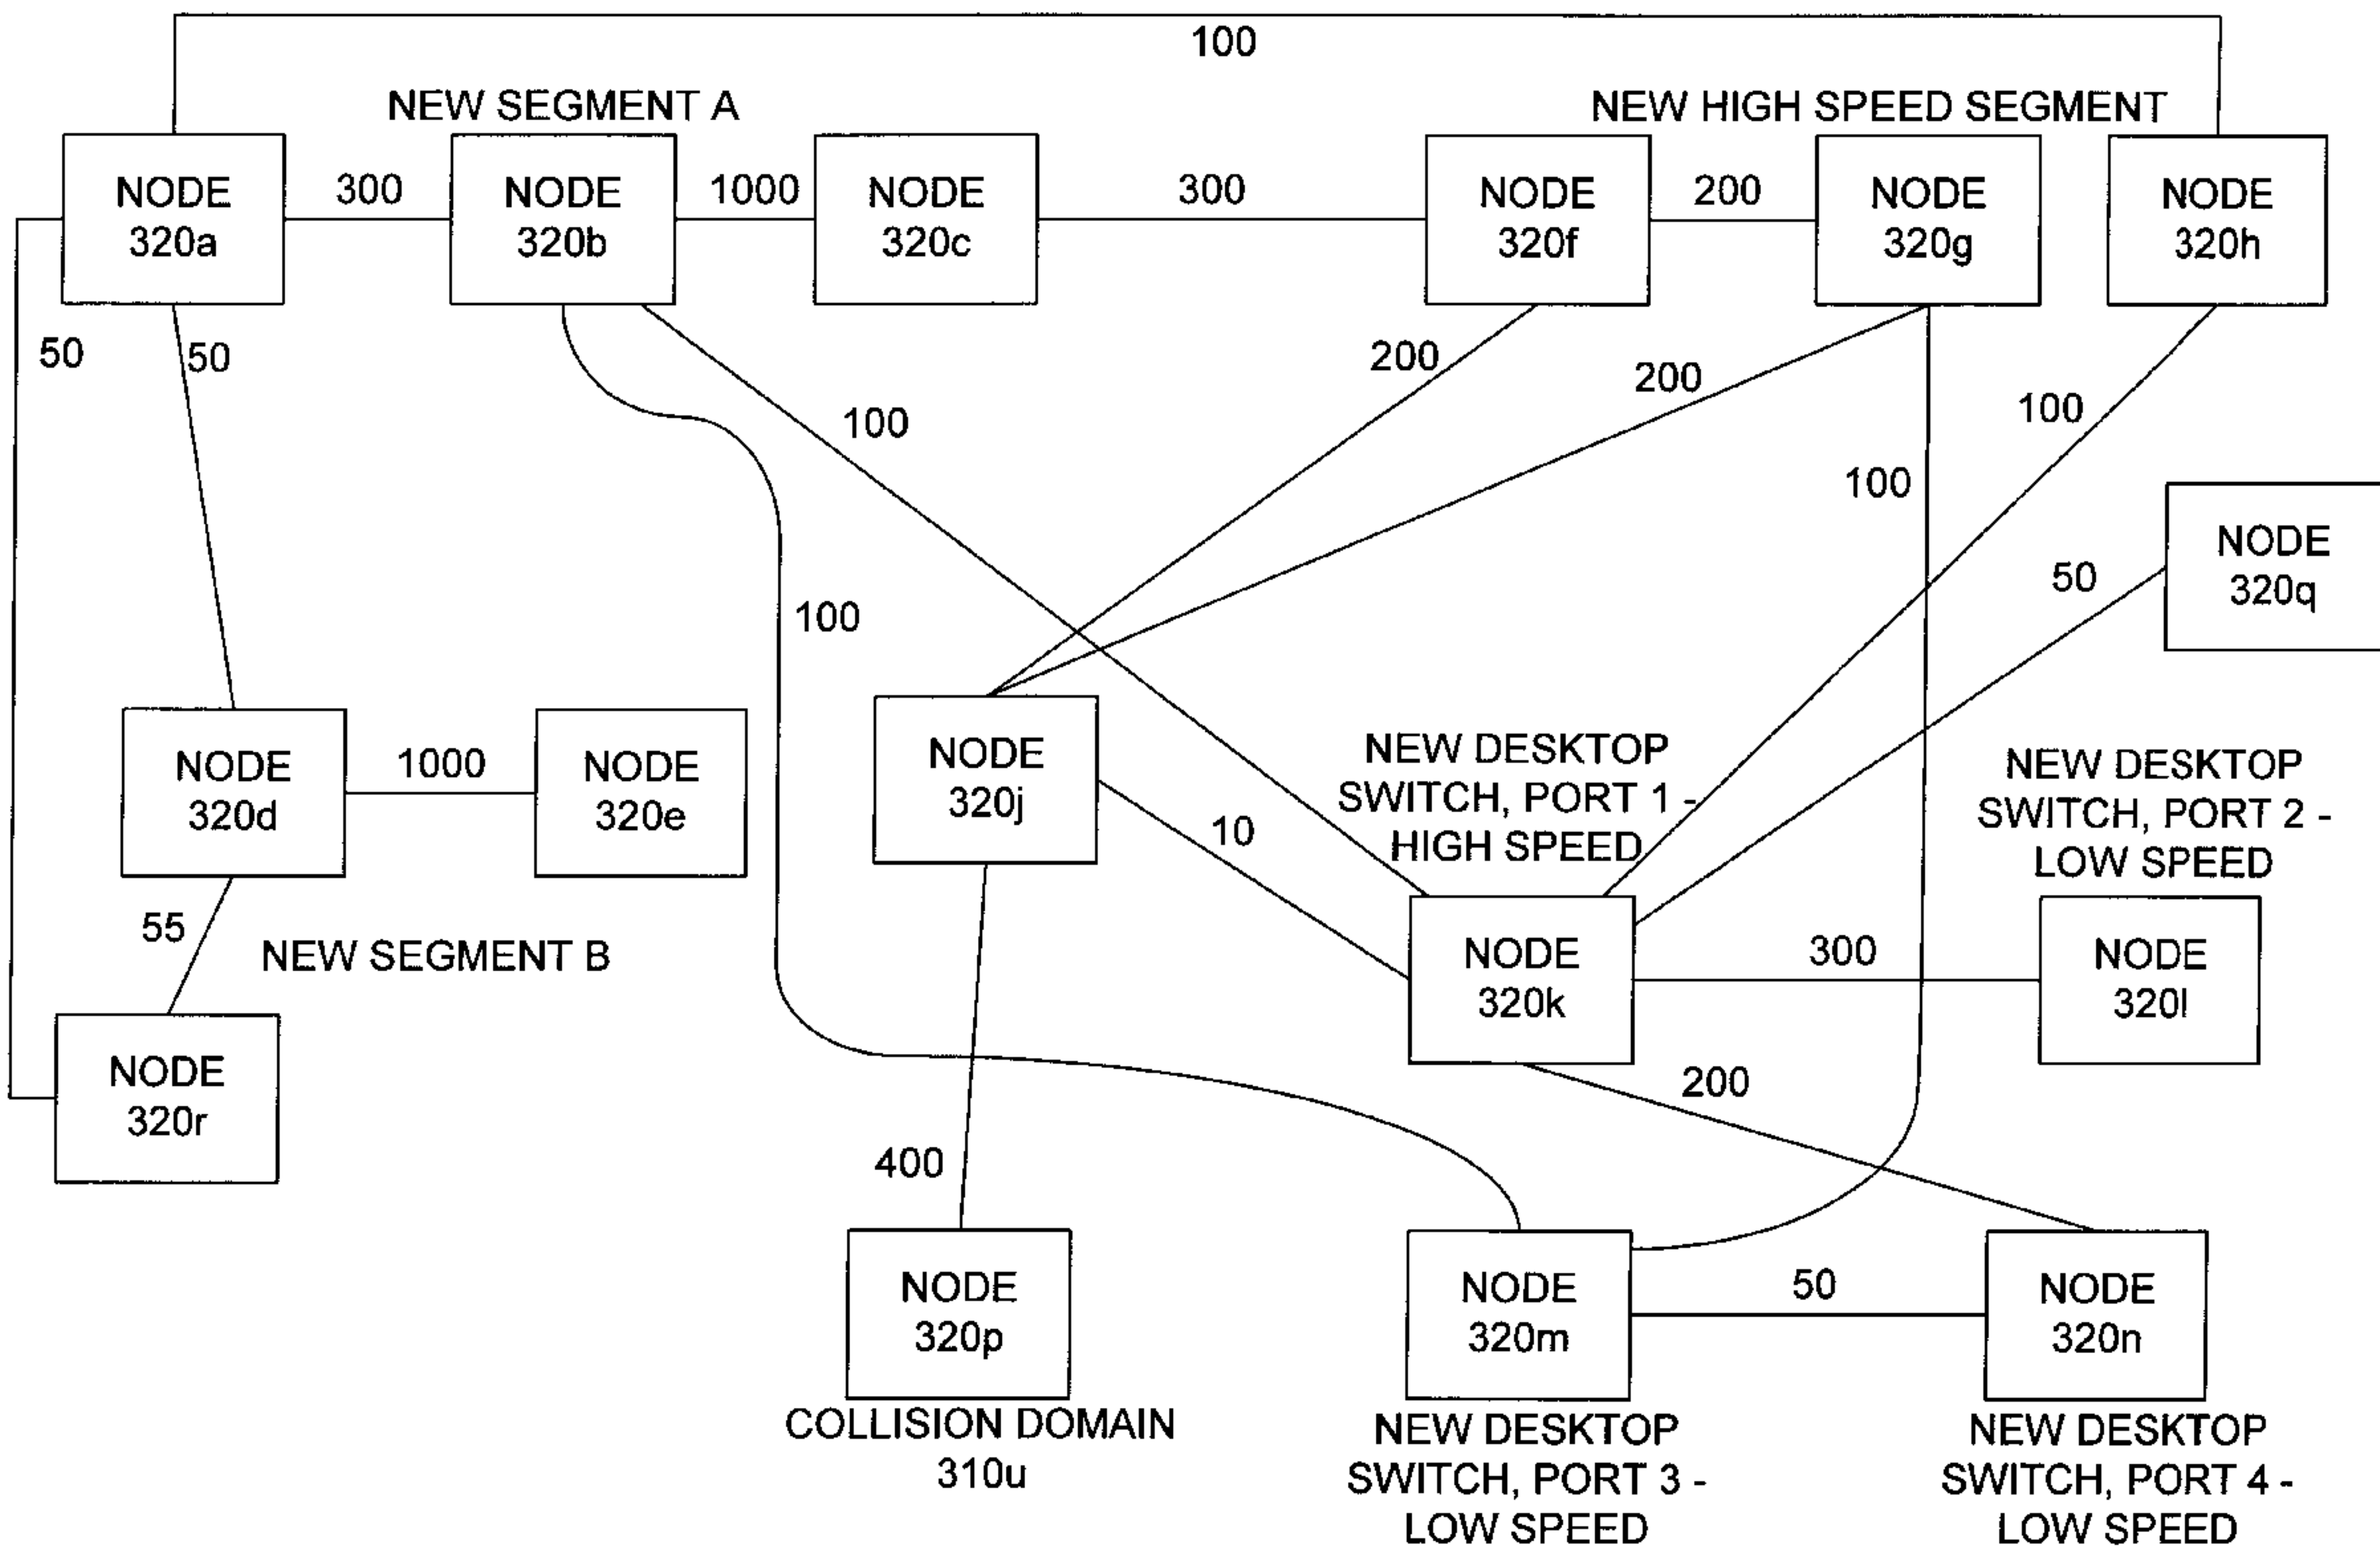 100
NEW SEGMENT A
NEW HIGH SPEED SEGMENT
NODE
320a
300
NODE
320b
1000
NODE
320c
300
NODE
320f
200
NODE
320g
NODE
320h
50
50
100
200
200
100
100
NODE
320q
50
100
NODE
320d
1000
NODE
320e
NODE
320j
10
NEW DESKTOP
SWITCH, PORT 1 -
HIGH SPEED
NEW DESKTOP
SWITCH, PORT 2 -
LOW SPEED
55
NEW SEGMENT B
NODE
320k
300
NODE
320l
NODE
320r
200
400
NODE
320p
COLLISION DOMAIN
310u
NODE
320m
50
NODE
320n
NEW DESKTOP
SWITCH, PORT 3 -
LOW SPEED
NEW DESKTOP
SWITCH, PORT 4 -
LOW SPEED